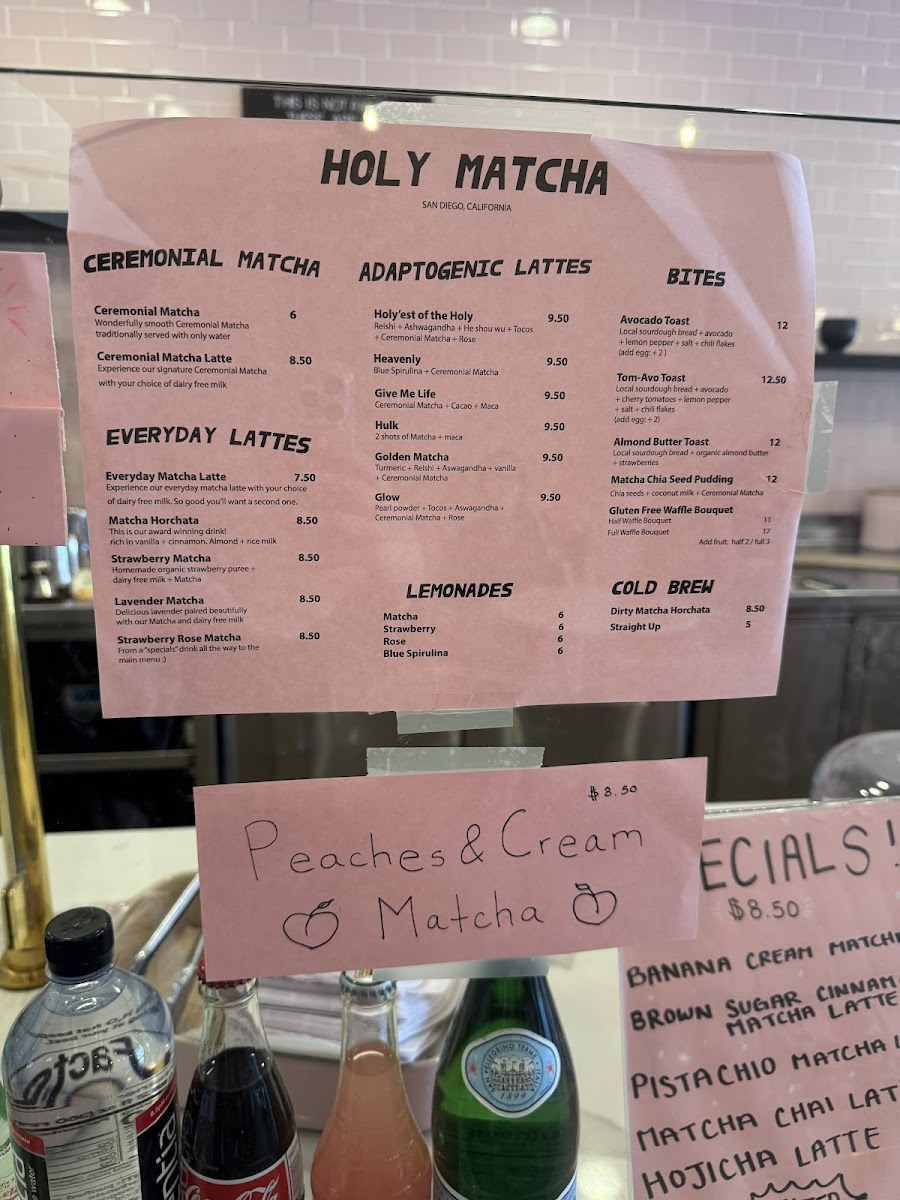 THIS IS NOT
HOLY MATCHA
SAN DIEGO, CALIFORNIA
CEREMONIAL MATCHA
Ceremonial Matcha 6
Wonderfully smooth Ceremonial Matcha
traditionally served with only water
Ceremonial Matcha Latte 8.50
Experience our signature Ceremonial Matcha
with your choice of dairy free milk
EVERYDAY LATTES
Everyday Matcha Latte 7.50
Experience our everyday matcha latte with your choice
of dairy free milk. So good you'll want a second one.
Matcha Horchata 8.50
This is our award winning drink!
rich in vanilla + cinnamon. Almond + rice milk
Strawberry Matcha 8.50
Homemade organic strawberry puree +
dairy free milk + Matcha
Lavender Matcha 8.50
Delicious lavender paired beautifully
with our Matcha and dairy free milk
Strawberry Rose Matcha 8.50
From a "specials" drink all the way to the
main menu :)
ADAPTOGENIC LATTES
Holy'est of the Holy 9.50
Reishi + Ashwagandha + He shou wu + Tocos
+ Ceremonial Matcha + Rose
Heavenly 9.50
Blue Spirulina + Ceremonial Matcha
Give Me Life 9.50
Ceremonial Matcha + Cacao + Maca
Hulk 9.50
2 shots of Matcha + maca
Golden Matcha 9.50
Turmeric + Reishi + Aswagandha + vanilla
+ Ceremonial Matcha
Glow 9.50
Pearl powder + Tocos + Aswagandha +
Ceremonial Matcha + Rose
LEMONADES
Matcha 6
Strawberry 6
Rose 6
Blue Spirulina 6
BITES
Avocado Toast 12
Local sourdough bread + avocado
+ lemon pepper + salt + chili flakes
(add egg: + 2 )
Tom-Avo Toast 12.50
Local sourdough bread + avocado
+ cherry tomatoes + lemon pepper
+ salt + chili flakes
(add egg: + 2)
Almond Butter Toast 12
Local sourdough bread + organic almond butter
+ strawberries
Matcha Chia Seed Pudding 12
Chia seeds + coconut milk + Ceremonial Matcha
Gluten Free Waffle Bouquet
Half Waffle Bouquet 11
Full Waffle Bouquet 17
Add fruit: half 2 / full 3
COLD BREW
Dirty Matcha Horchata 8.50
Straight Up 5
$8.50
Peaches & Cream
Matcha
ECIALS!
$8.50
BANANA CREAM MATCH
BROWN SUGAR CINNAM
MATCHA LATTE
PISTACHIO MATCHA L
MATCHA CHAI LAT
HOJICHA LATTE
Facts
S. PELLEGRINO TERME
1899
Coca-Cola